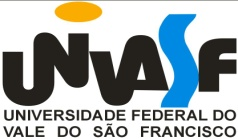 UNIVASF
UNIVERSIDADE FEDERAL DO
VALE DO SÃO FRANCISCO